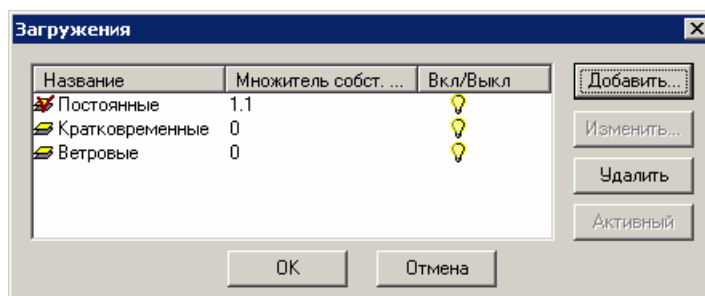 Загружения
Название Множитель собст. ... Вкл/Выкл
Постоянные 1.1
Кратковременные 0
Ветровые 0
Добавить...
Изменить...
Удалить
Активный
OK Отмена